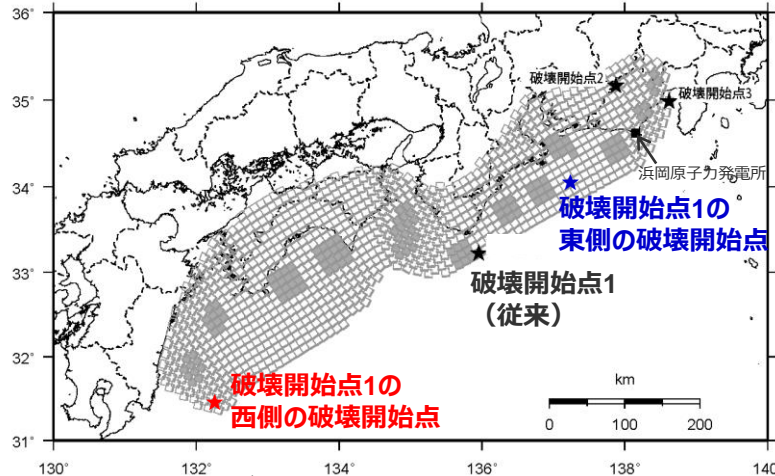 36°
35°
34°
33°
32°
31°
130
132
134
136
138
140
破壊開始点2
破壊開始点3
浜岡原子力発電所
破壊開始点1の
東側の破壊開始点
破壊開始点1
（従来）
破壊開始点1の
西側の破壊開始点
km
0
100
200